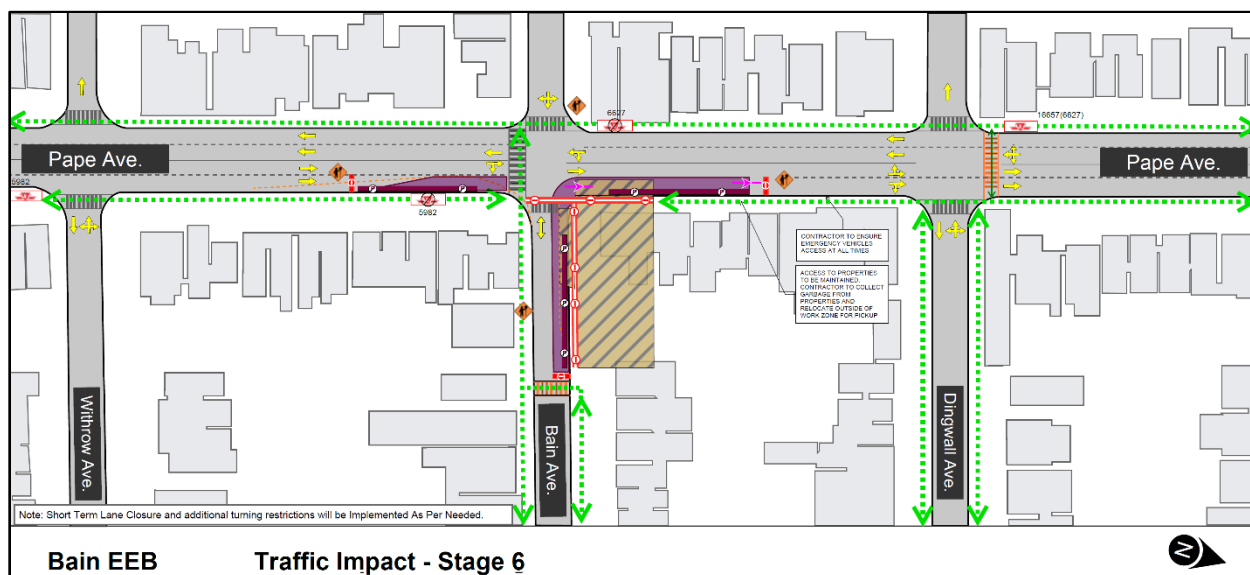 6627
16657(6627)
Pape Ave.
Pape Ave.
5982
5982
CONTRACTOR TO ENSURE
EMERGENCY VEHICLES
ACCESS AT ALL TIMES
ACCESS TO PROPERTIES
TO BE MAINTAINED.
CONTRACTOR TO COLLECT
GARBAGE FROM
PROPERTIES AND
RELOCATE OUTSIDE OF
WORK ZONE FOR PICKUP
Withrow Ave.
Bain Ave.
Dingwall Ave.
Note: Short Term Lane Closure and additional turning restrictions will be Implemented As Per Needed.
Bain EEB
Traffic Impact - Stage 6
N